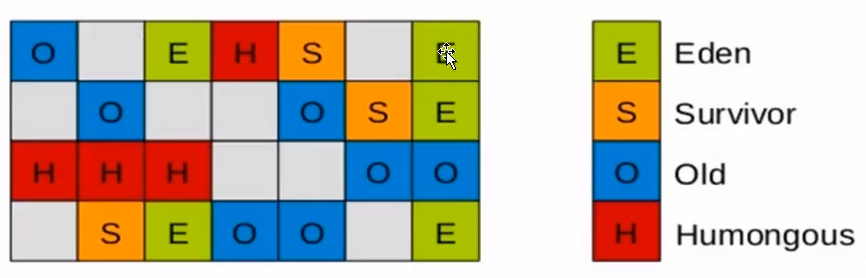 O E H S E
O O S E
H H H O O
S E O O E
E Eden
S Survivor
O Old
H Humongous